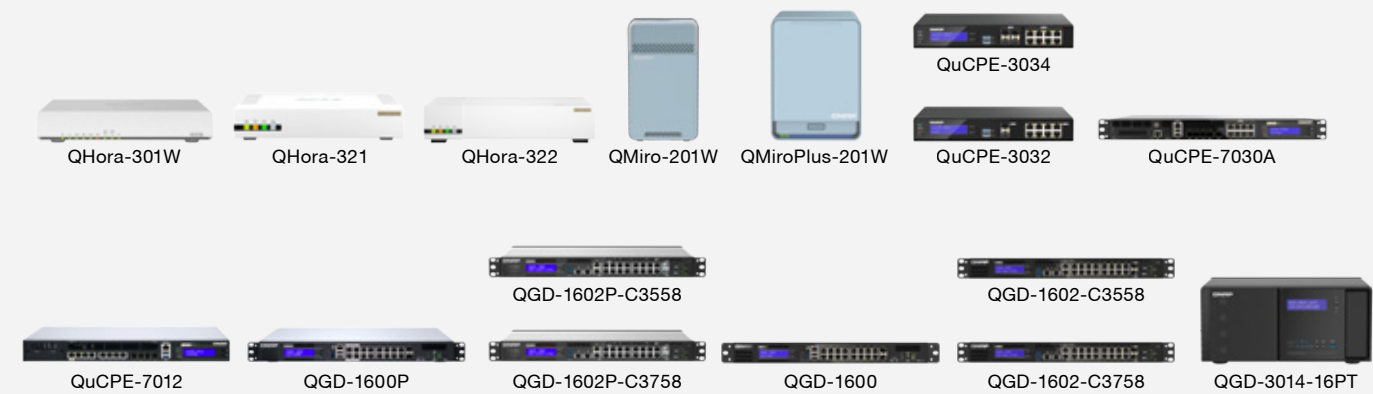 QuCPE-3034
QHora-301W
QHora-321
QHora-322
QMiro-201W
QMiroPlus-201W
QuCPE-3032
QuCPE-7030A
QGD-1602P-C3558
QGD-1602-C3558
QuCPE-7012
QGD-1600P
QGD-1602P-C3758
QGD-1600
QGD-1602-C3758
QGD-3014-16PT